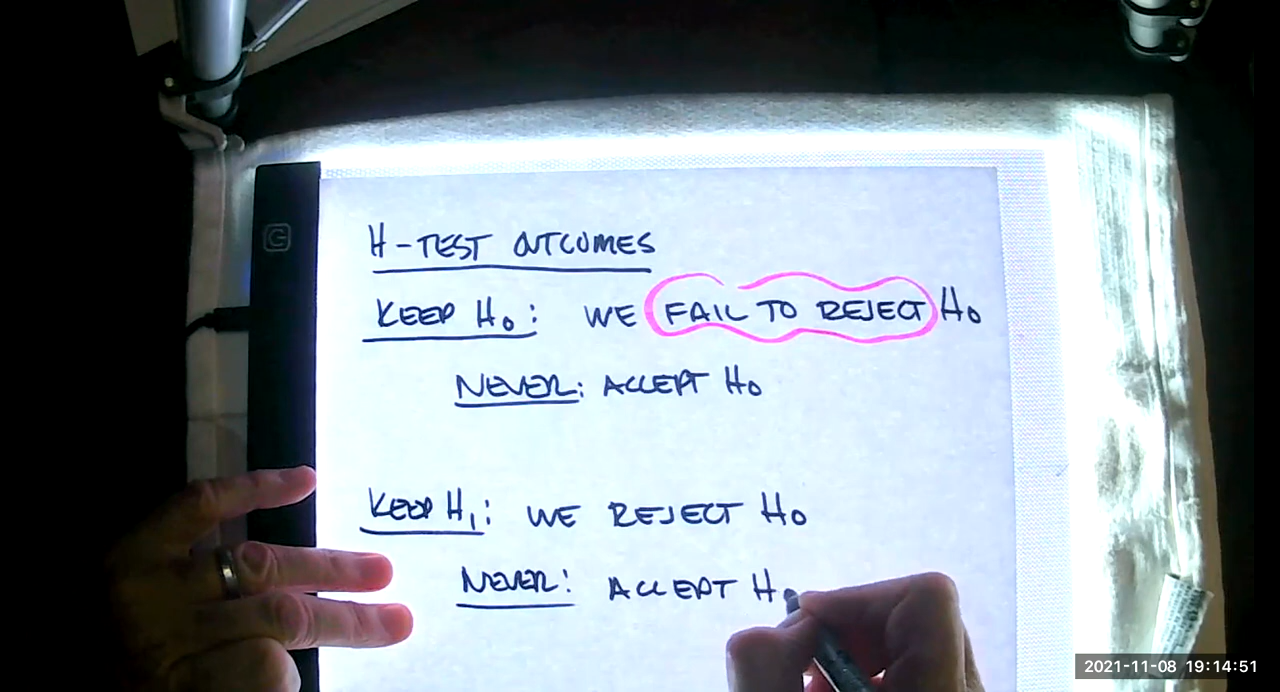 H-TEST OUTCOMES
KEEP H₀: WE FAIL TO REJECT H₀
NEVER: ACCEPT H₀
KEEP H₁: WE REJECT H₀
NEVER: ACCEPT H
2021-11-08 19:14:51